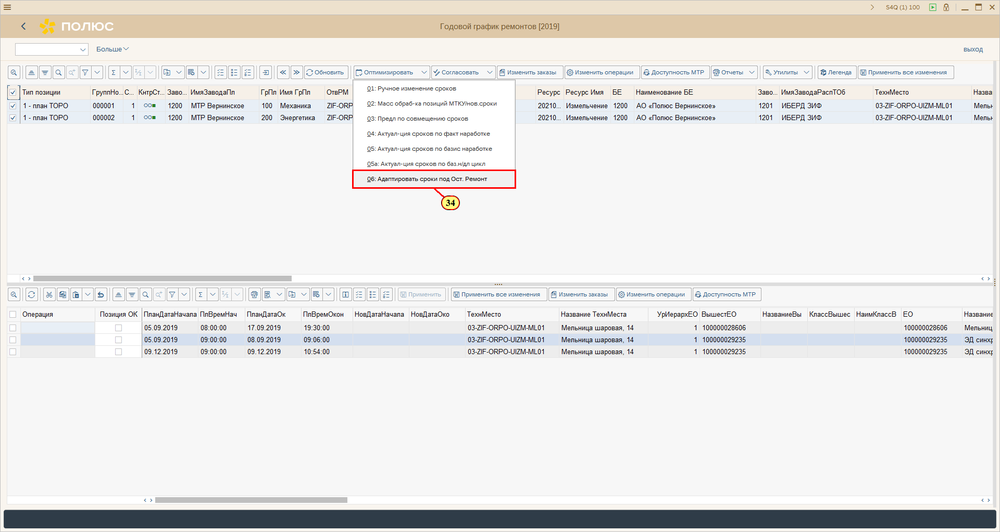 S4Q (1) 100
ПОЛЮС
Годовой график ремонтов [2019]
Больше
ВЫХОД
Обновить Оптимизировать Согласовать Изменить заказы Изменить операции Доступность МТР Отчеты Утилиты Легенда Применить все изменения
Тип позиции ГруппНо... С... КнтрСт... Заво... ИмяЗаводаПл ГрПл Имя ГрПл ОтвРМ Ресурс Ресурс Имя БЕ Наименование БЕ Заво... ИмяЗаводаРаспТОб ТехнМесто Назва
1 - план ТОРО 000001 1 1200 МТР Вернинское 100 Механика ZIF-ORP 20210... Измельчение 1200 АО «Полюс Вернинское» 1201 ИБЕРД ЗИФ 03-ZIF-ORPO-UIZM-ML01 Мельн
1 - план ТОРО 000002 1 1200 МТР Вернинское 200 Энергетика ZIF-ORP 20210... Измельчение 1200 АО «Полюс Вернинское» 1201 ИБЕРД ЗИФ 03-ZIF-ORPO-UIZM-ML01 Мельн
01: Ручное изменение сроков
02: Масс обраб-ка позиций МТКУ/нов.сроки
03: Предл по совмещению сроков
04: Актуал-ция сроков по факт наработке
05: Актуал-ция сроков по базис наработке
05а: Актуал-ция сроков по баз.н/дл цикл
06: Адаптировать сроки под Ост. Ремонт
34
Применить Применить все изменения Изменить заказы Изменить операции Доступность МТР
Операция Позиция ОК ПланДатаНачала ПлВремНач ПланДатаОк ПлВремОкон НовДатаНачала НовДатаОко ТехнМесто Название ТехнМеста УрИерархЕО ВышестЕО НазваниеВы КлассВышес НаимКлассВ ЕО Название
05.09.2019 08:00:00 17.09.2019 19:30:00 03-ZIF-ORPO-UIZM-ML01 Мельница шаровая, 14 1 100000028606 100000028606 Мельниц
05.09.2019 09:00:00 08.09.2019 09:06:00 03-ZIF-ORPO-UIZM-ML01 Мельница шаровая, 14 1 100000029235 100000029235 ЭД синхр
09.12.2019 09:00:00 09.12.2019 10:54:00 03-ZIF-ORPO-UIZM-ML01 Мельница шаровая, 14 1 100000029235 100000029235 ЭД синхр